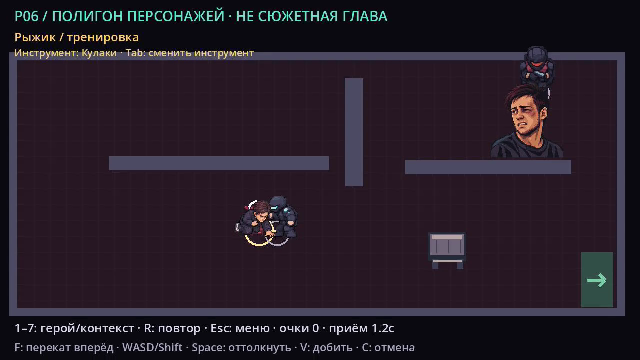 P06 / ПОЛИГОН ПЕРСОНАЖЕЙ · НЕ СЮЖЕТНАЯ ГЛАВА
Рыжик / тренировка
Инструмент: Кулаки · Tab: сменить инструмент
→
1–7: герой/контекст · R: повтор · Esc: меню · очки 0 · приём 1.2с
F: перекат вперёд · WASD/Shift · Space: оттолкнуть · V: добить · C: отмена